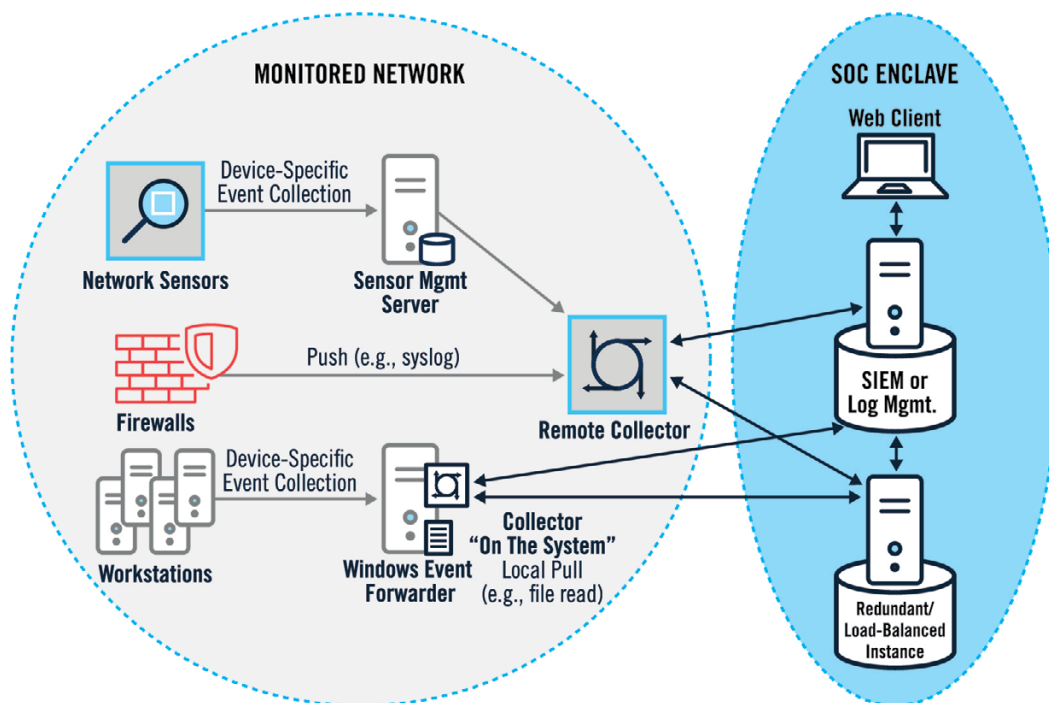 MONITORED NETWORK
SOC ENCLAVE
Web Client
Device-Specific
Event Collection
Network Sensors
Sensor Mgmt
Server
Push (e.g., syslog)
Firewalls
Remote Collector
SIEM or
Log Mgmt.
Device-Specific
Event Collection
Workstations
Windows Event
Forwarder
Collector
“On The System”
Local Pull
(e.g., file read)
Redundant/
Load-Balanced
Instance